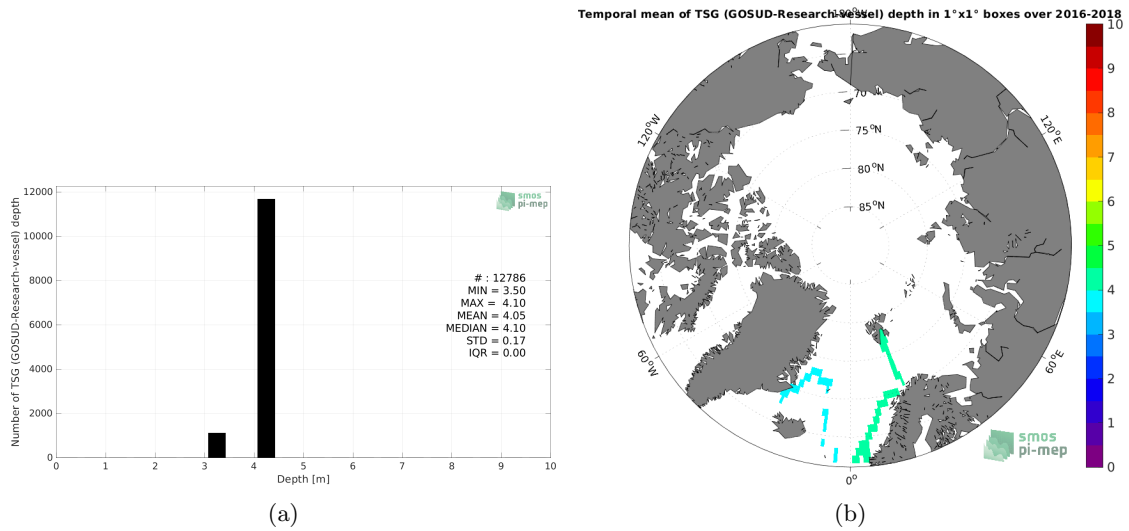 12000
10000
8000
6000
4000
2000
0
Number of TSG (GOSUD-Research-vessel) depth
0 1 2 3 4 5 6 7 8 9 10
Depth [m]
smos
pi-mep
# : 12786
MIN = 3.50
MAX = 4.10
MEAN = 4.05
MEDIAN = 4.10
STD = 0.17
IQR = 0.00
(a)
Temporal mean of TSG (GOSUD-Research-vessel) depth in 1°x1° boxes over 2016-2018
180°W
70
75°N
80°N
85°N
120°W
120°E
60°W
60°E
0°
smos
pi-mep
10
9
8
7
6
5
4
3
2
1
0
(b)